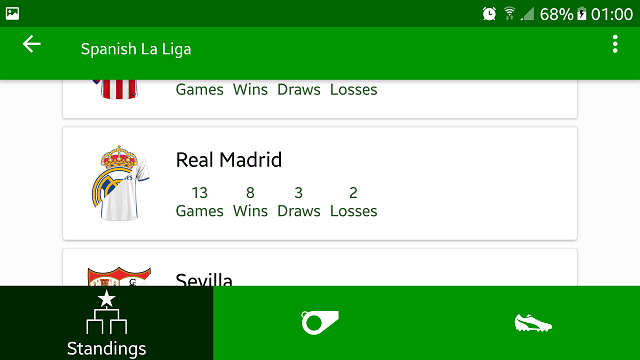 68% 01:00
Spanish La Liga
Games Wins Draws Losses
Real Madrid
13 8 3 2
Games Wins Draws Losses
Sevilla
Standings